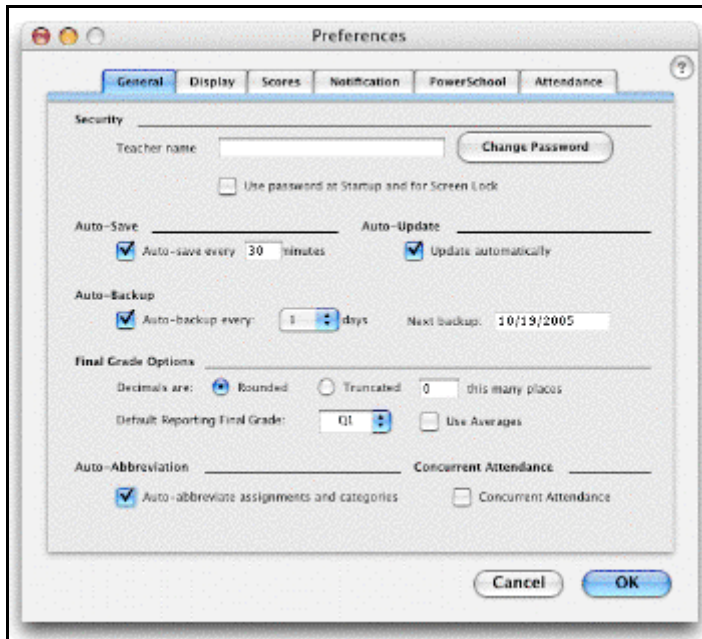 Preferences
?
General Display Scores Notification PowerSchool Attendance
Security
Teacher name Change Password
Use password at Startup and for Screen Lock
Auto-Save Auto-Update
Auto-save every 30 minutes Update automatically
Auto-Backup
Auto-backup every: 1 days Next backup: 10/19/2005
Final Grade Options
Decimals are: Rounded Truncated 0 this many places
Default Reporting Final Grade: Q1 Use Averages
Auto-Abbreviation Concurrent Attendance
Auto-abbreviate assignments and categories Concurrent Attendance
Cancel OK